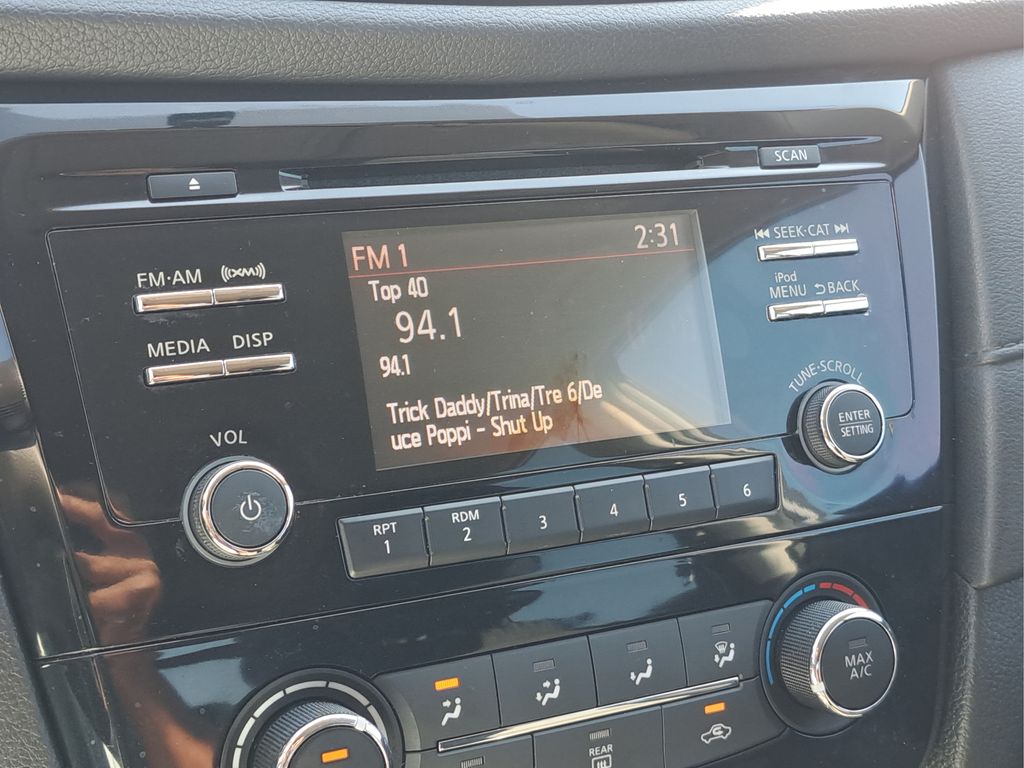 SCAN
FM 1 2:31
Top 40
94.1
94.1
Trick Daddy/Trina/Tre 6/De
uce Poppi - Shut Up
FM·AM ((XM))
MEDIA DISP
VOL
SEEK·CAT
iPod
MENU BACK
TUNE·SCROLL
ENTER
SETTING
RPT
1
RDM
2
3
4
5
6
MAX
A/C
REAR